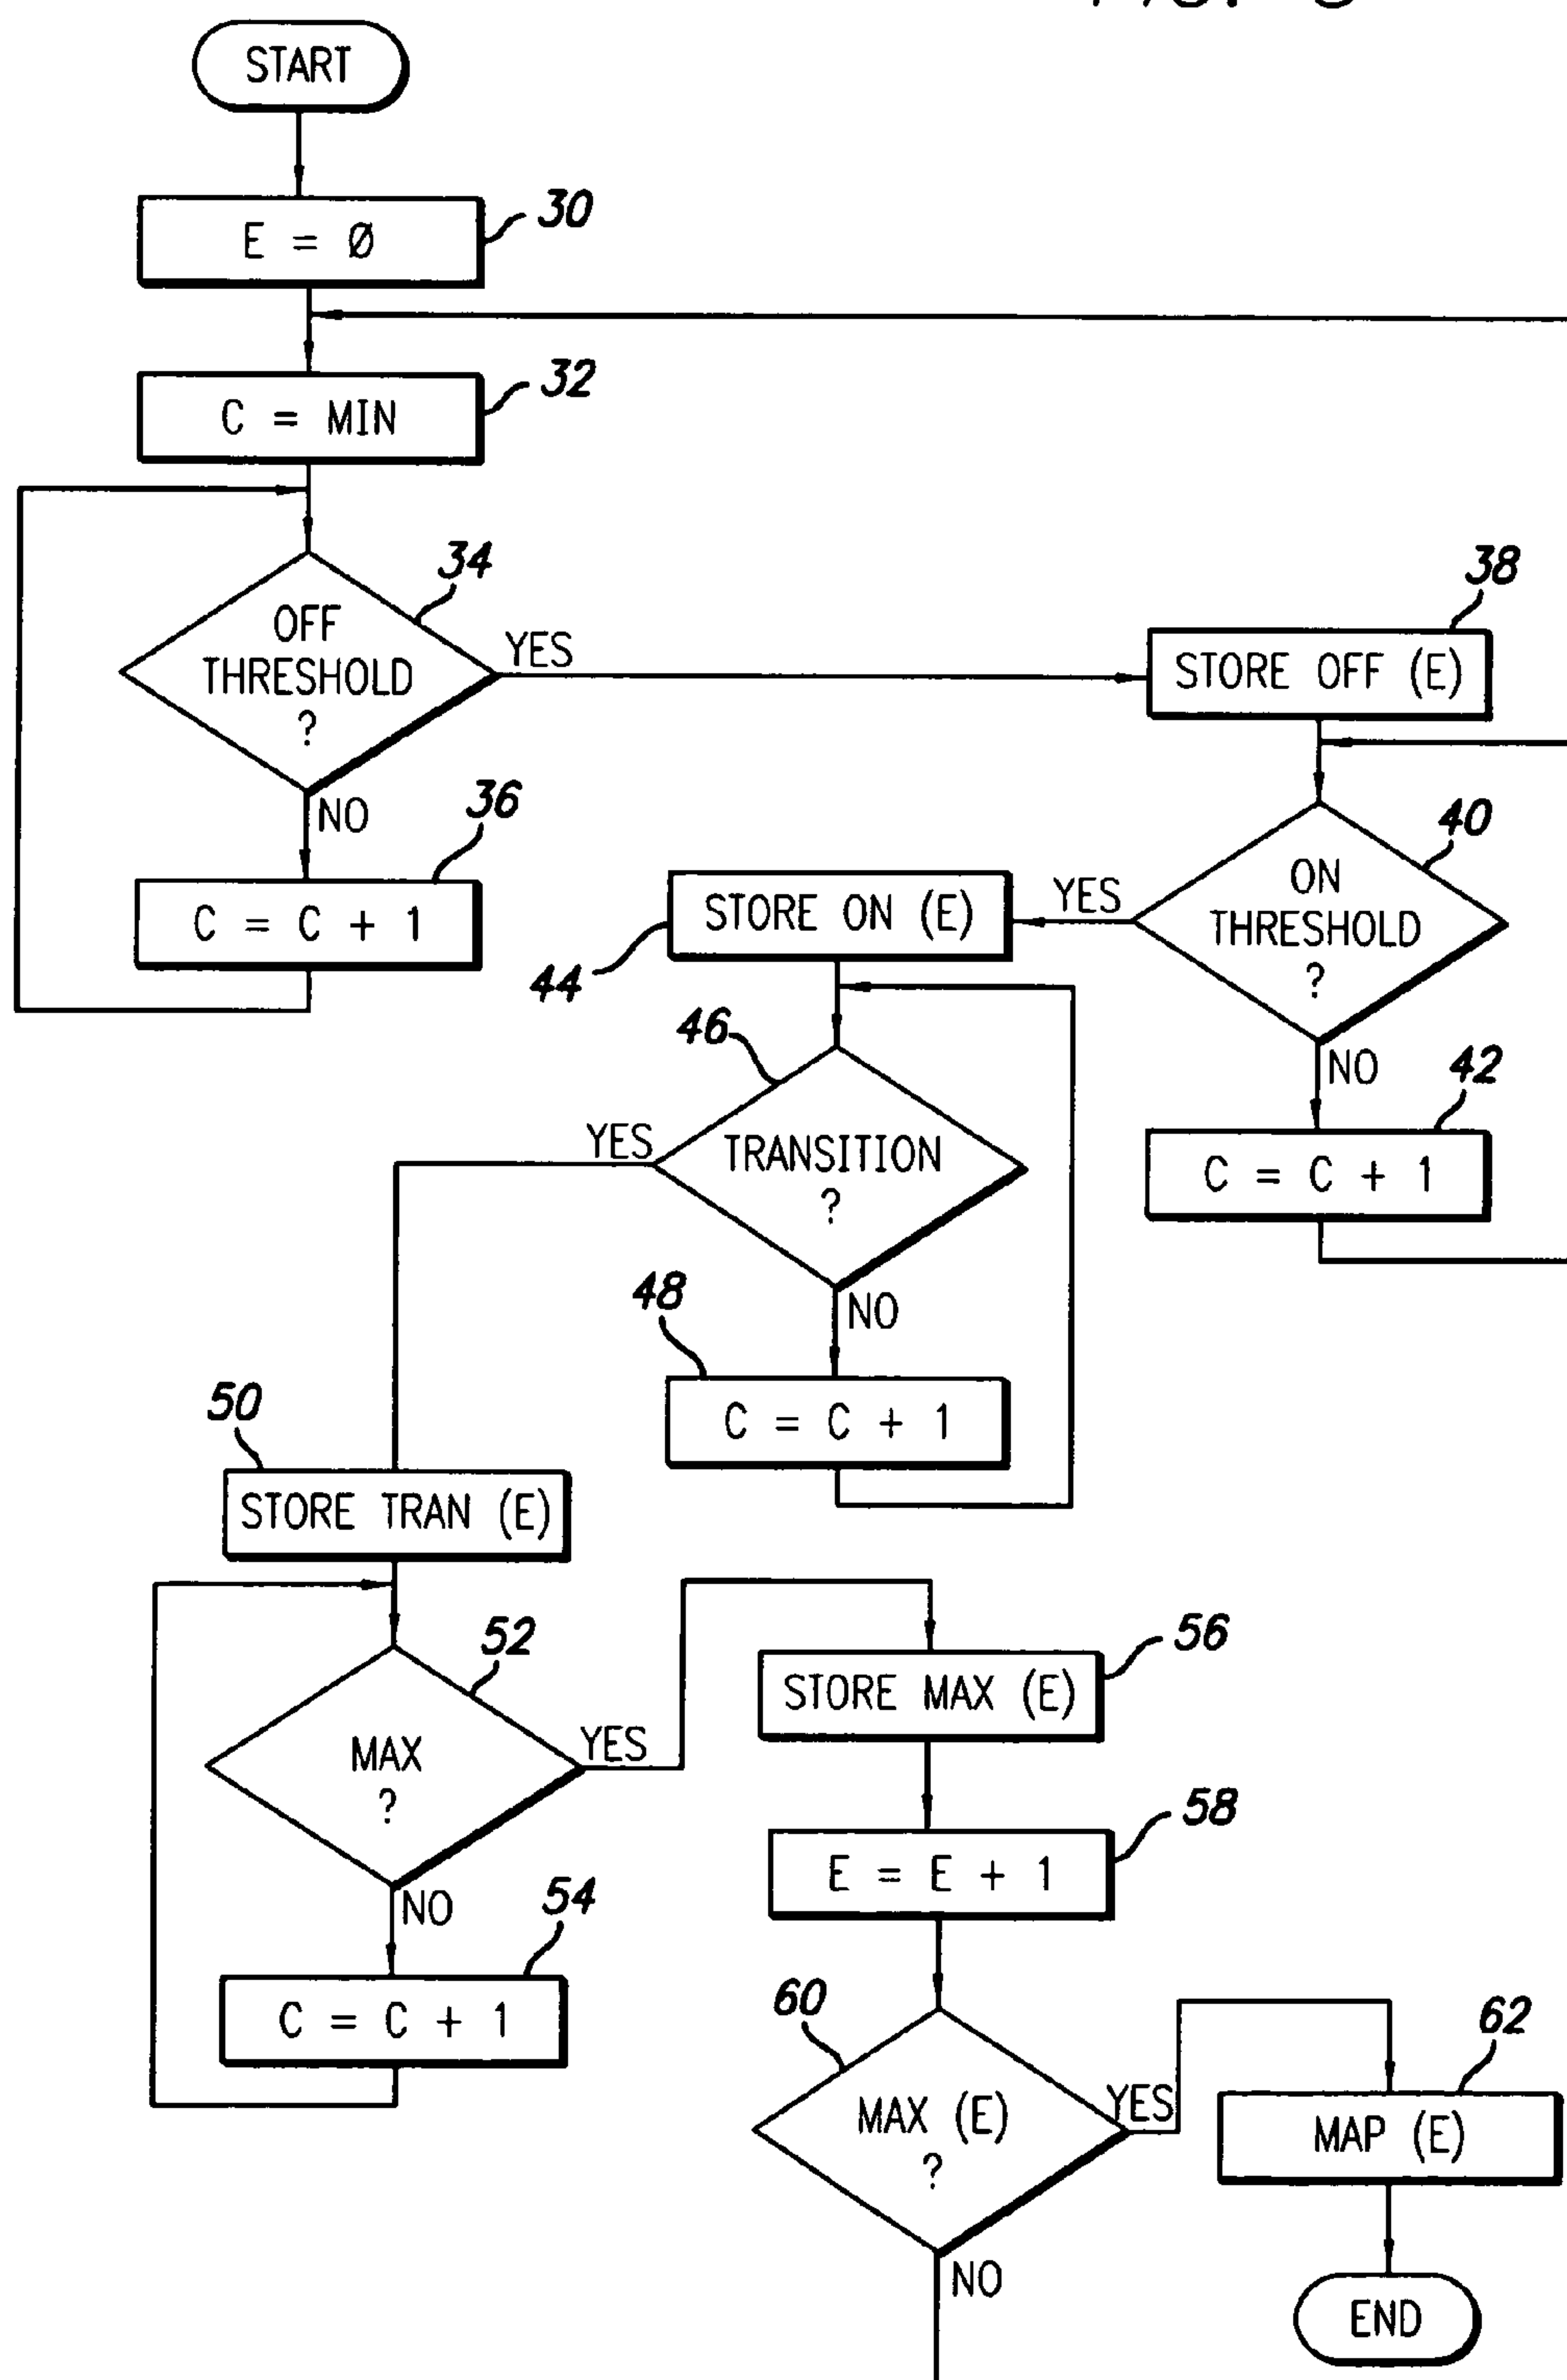 START
E = Ø
30
C = MIN
32
OFF
THRESHOLD
?
34
YES
NO
C = C + 1
36
STORE OFF (E)
38
ON
THRESHOLD
?
40
YES
NO
C = C + 1
42
STORE ON (E)
44
TRANSITION
?
46
YES
NO
C = C + 1
48
STORE TRAN (E)
50
MAX
?
52
YES
NO
C = C + 1
54
STORE MAX (E)
56
E = E + 1
58
MAX (E)
?
60
YES
NO
MAP (E)
62
END